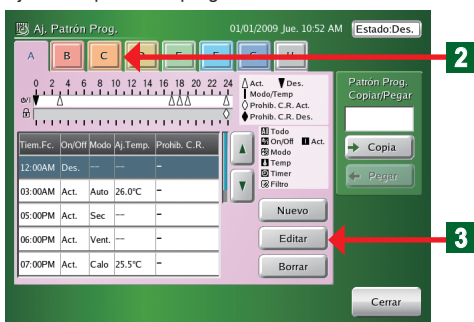 Aj. Patrón Prog.
01/01/2009 Jue. 10:52 AM
Estado:Des.
A B C D E F G H
2
0 2 4 6 8 10 12 14 16 18 20 22 24
Act. Des.
Modo/Temp
Prohib. C.R. Act.
Prohib. C.R. Des.
Patrón Prog.
Copiar/Pegar
Tiem.Fc. On/Off Modo Aj.Temp. Prohib. C.R.
12:00AM Des. -- --
03:00AM Act. Auto 26.0°C -
05:00PM Act. Sec -- -
06:00PM Act. Vent. -- -
07:00PM Act. Calo 25.5°C -
Todo
On/Off Act.
Modo
Temp
Timer
Filtro
Copia
Pegar
Nuevo
Editar
3
Borrar
Cerrar